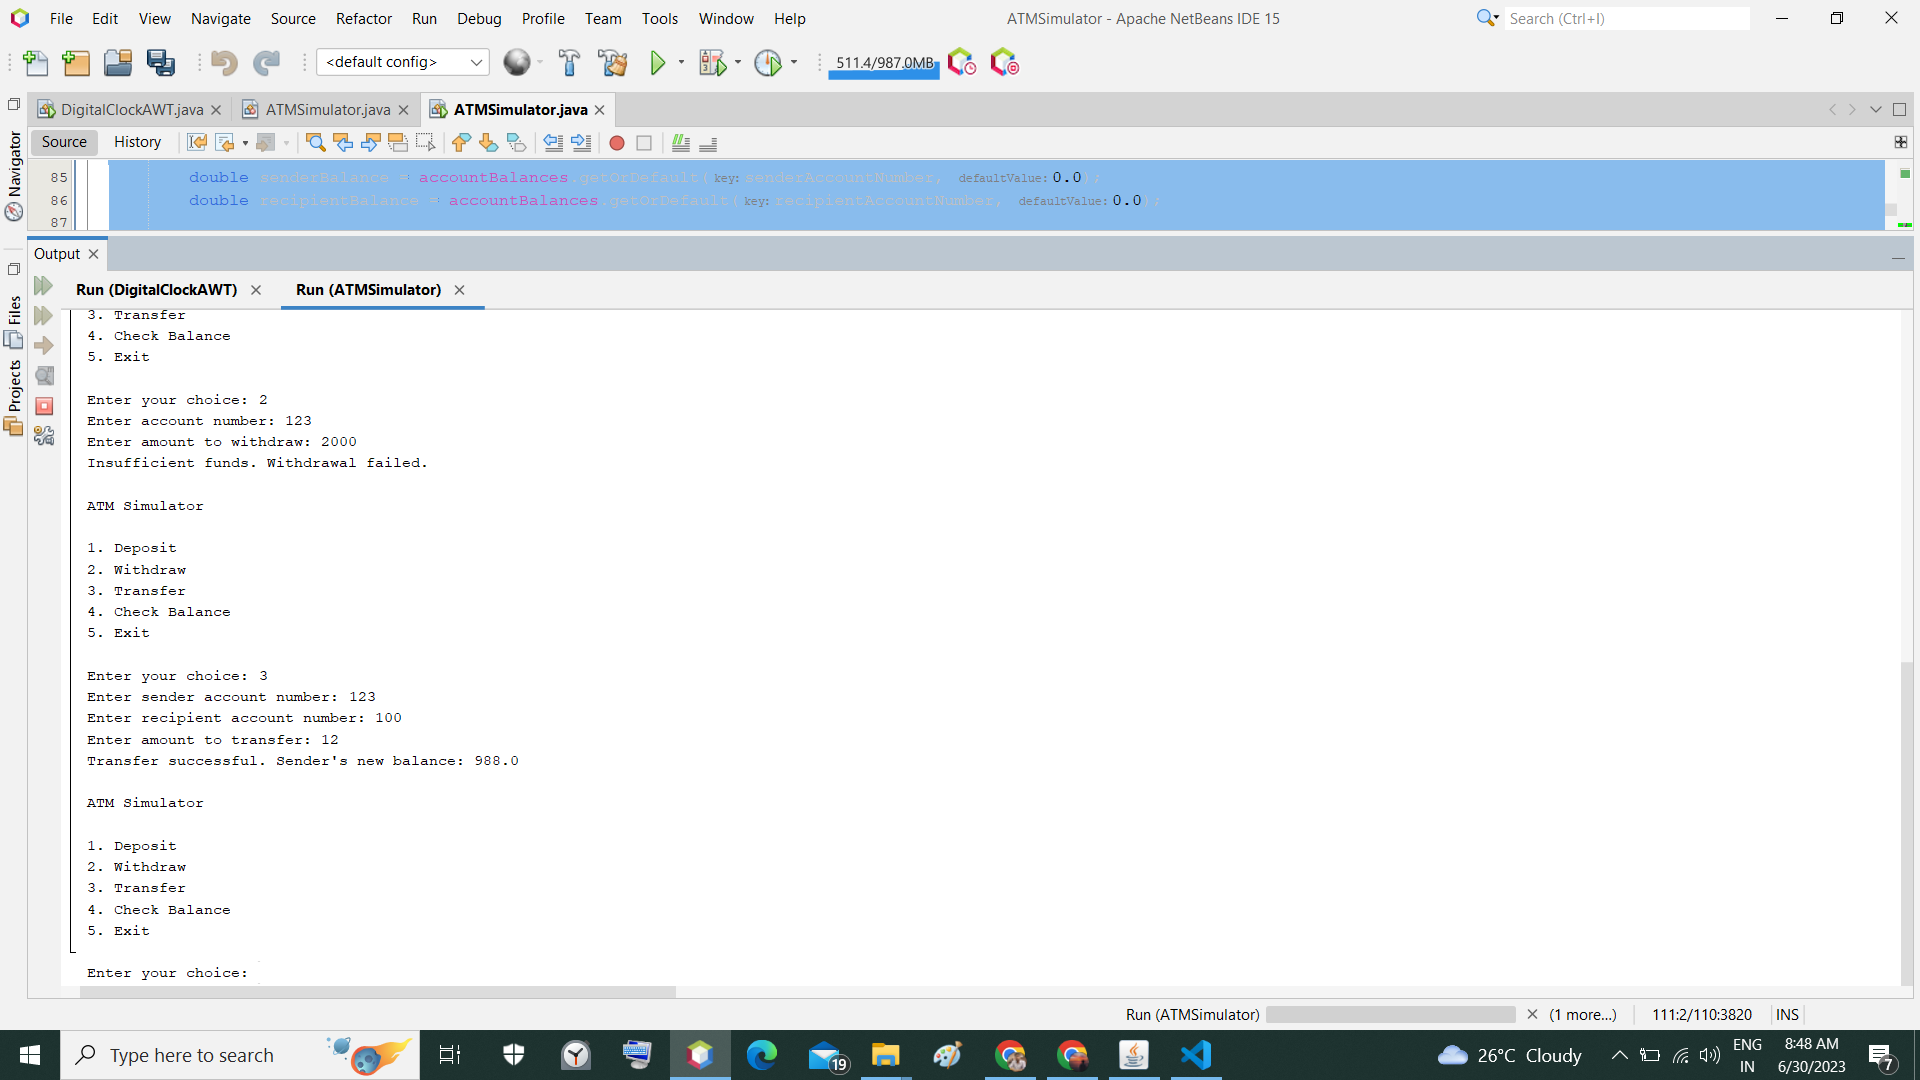 File Edit View Navigate Source Refactor Run Debug Profile Team Tools Window Help ATMSimulator - Apache NetBeans IDE 15 Search (Ctrl+I)
<default config> 511.4/987.0MB
DigitalClockAWT.java ATMSimulator.java ATMSimulator.java
Source History
Navigator
85 double senderBalance = accountBalances.getOrDefault(key: senderAccountNumber, defaultValue: 0.0);
86 double recipientBalance = accountBalances.getOrDefault(key: recipientAccountNumber, defaultValue: 0.0);
87
Output
Files
Projects
Run (DigitalClockAWT) Run (ATMSimulator)
3. Transfer
4. Check Balance
5. Exit
Enter your choice: 2
Enter account number: 123
Enter amount to withdraw: 2000
Insufficient funds. Withdrawal failed.
ATM Simulator
1. Deposit
2. Withdraw
3. Transfer
4. Check Balance
5. Exit
Enter your choice: 3
Enter sender account number: 123
Enter recipient account number: 100
Enter amount to transfer: 12
Transfer successful. Sender's new balance: 988.0
ATM Simulator
1. Deposit
2. Withdraw
3. Transfer
4. Check Balance
5. Exit
Enter your choice:
Run (ATMSimulator) (1 more...) 111:2/110:3820 INS
Type here to search 19 26°C Cloudy ENG IN 8:48 AM 6/30/2023 7